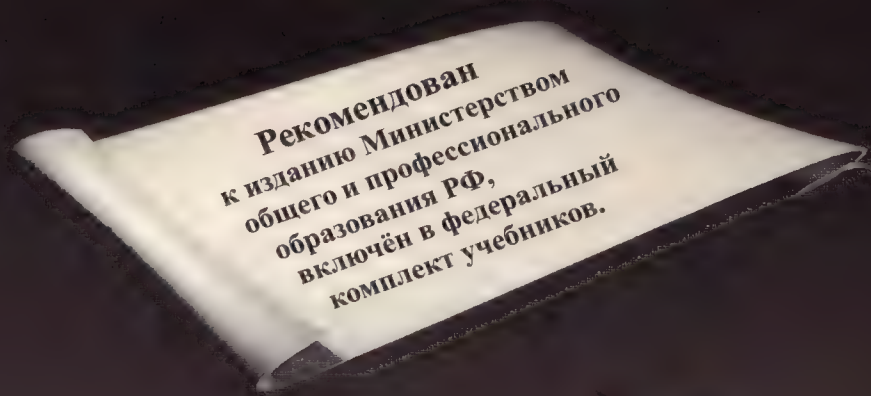 Рекомендован
к изданию Министерством
общего и профессионального
образования РФ,
включён в федеральный
комплект учебников.